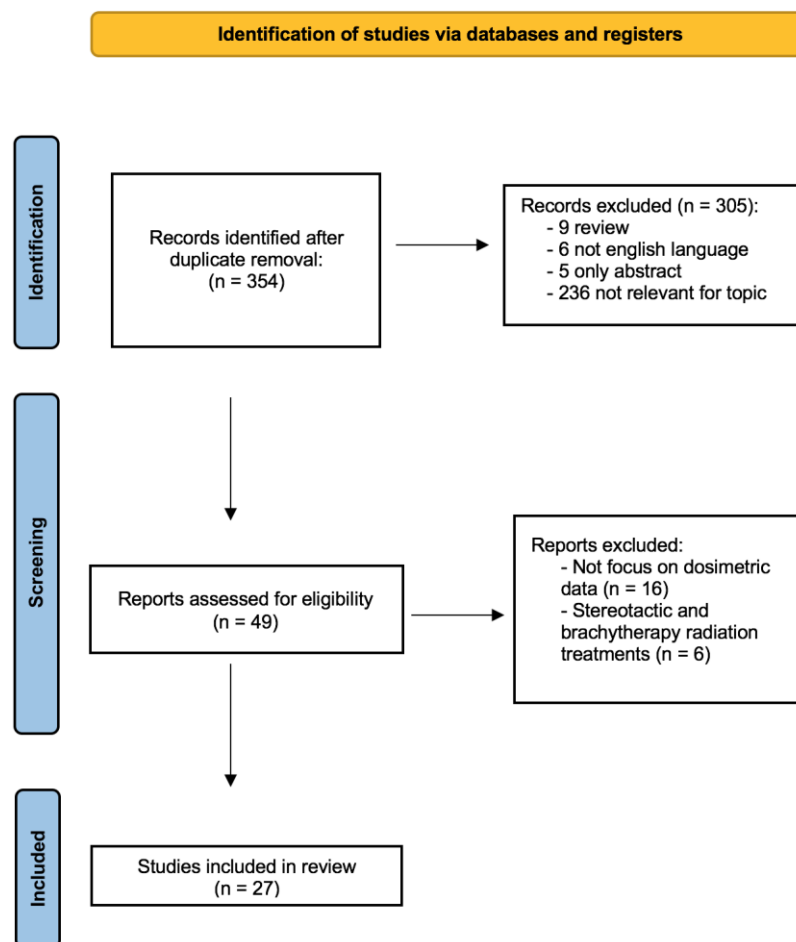 Identification of studies via databases and registers
Identification
Records identified after
duplicate removal:
(n = 354)
Records excluded (n = 305):
- 9 review
- 6 not english language
- 5 only abstract
- 236 not relevant for topic
Screening
Reports assessed for eligibility
(n = 49)
Reports excluded:
- Not focus on dosimetric
data (n = 16)
- Stereotactic and
brachytherapy radiation
treatments (n = 6)
Included
Studies included in review
(n = 27)